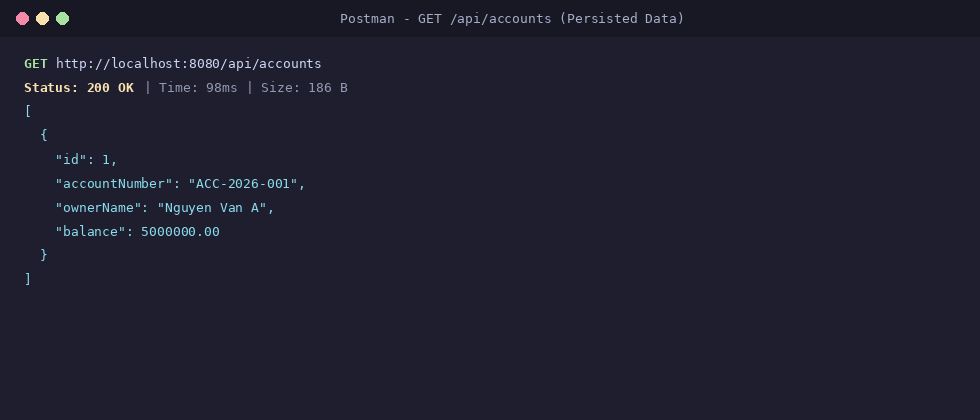 Postman - GET /api/accounts (Persisted Data)
GET http://localhost:8080/api/accounts
Status: 200 OK | Time: 98ms | Size: 186 B
[
  {
    "id": 1,
    "accountNumber": "ACC-2026-001",
    "ownerName": "Nguyen Van A",
    "balance": 5000000.00
  }
]